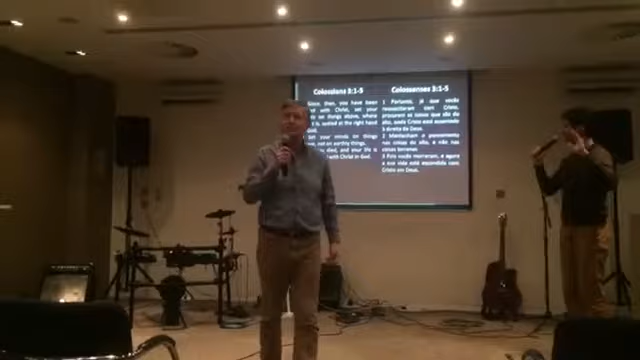 Colossians 3:1-5
Since, then, you have been
with Christ, set your
on things above, where
is, seated at the right hand
God.
Set your minds on things
above, not on earthly things.
you died, and your life is
with Christ in God.
Colossenses 3:1-5
1 Portanto, já que vocês
ressuscitaram com Cristo,
procurem as coisas que são do
alto, onde Cristo está assentado
à direita de Deus.
2 Mantenham o pensamento
nas coisas do alto, e não nas
coisas terrenas.
3 Pois vocês morreram, e agora
a sua vida está escondida com
Cristo em Deus.